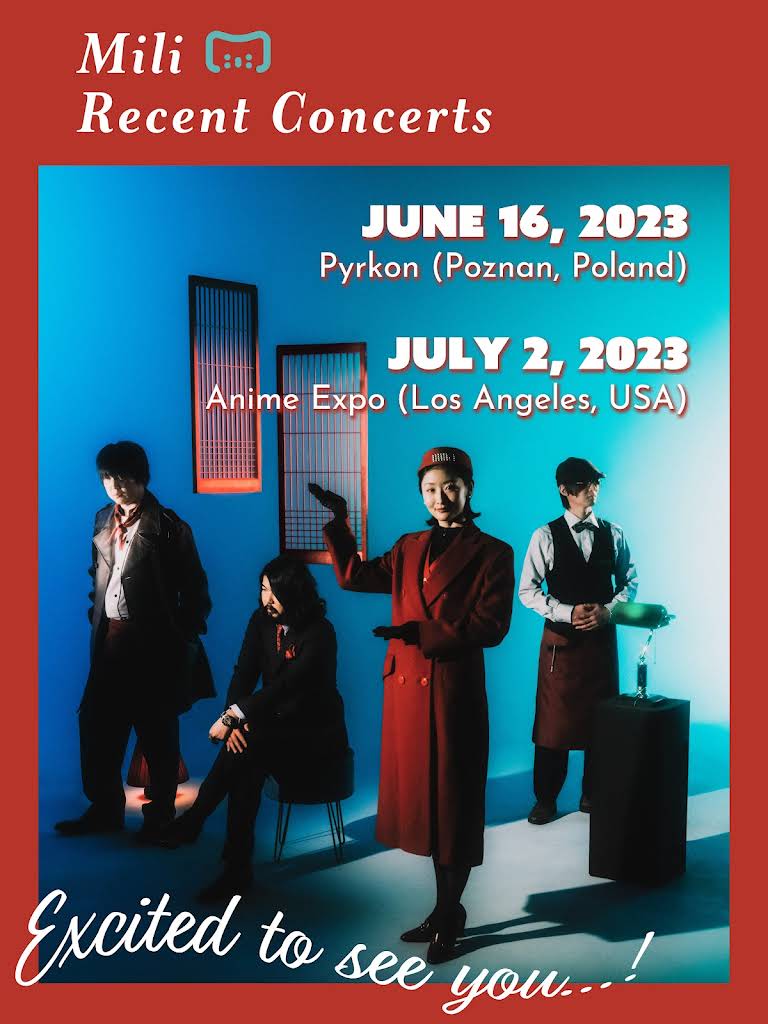 Mili
Recent Concerts
JUNE 16, 2023
Pyrkon (Poznan, Poland)
JULY 2, 2023
Anime Expo (Los Angeles, USA)
Excited to see you...!